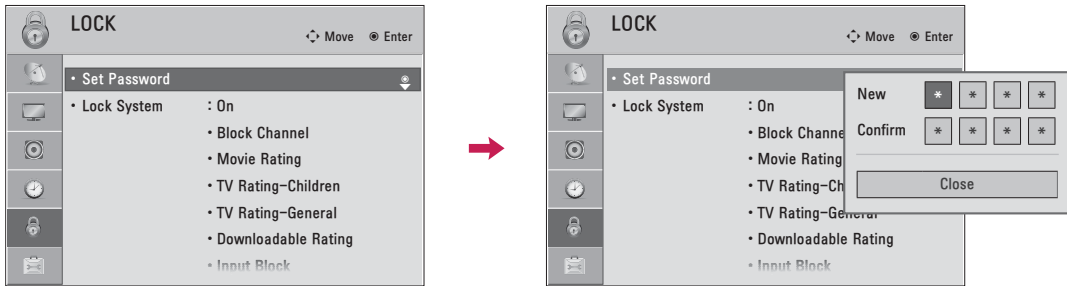 LOCK
Move Enter
• Set Password
• Lock System : On
• Block Channel
• Movie Rating
• TV Rating-Children
• TV Rating-General
• Downloadable Rating
• Input Block
LOCK
Move Enter
• Set Password
• Lock System : On
• Block Channe
• Movie Rating
• TV Rating-Ch
• TV Rating-General
• Downloadable Rating
• Input Block
New * * * *
Confirm * * * *
Close